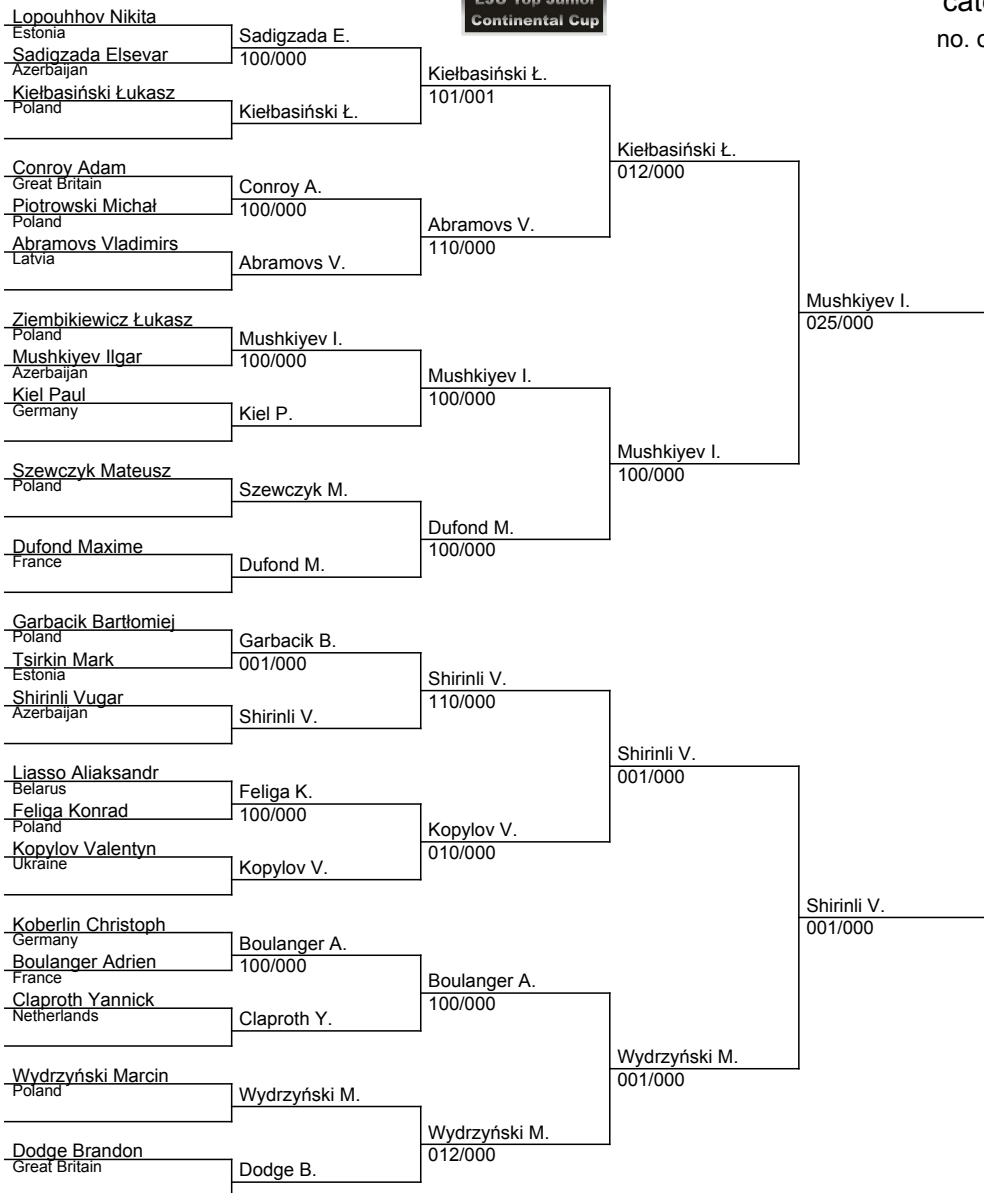 EJU Top Junior
Continental Cup
cate
no. o
Lopouhhov Nikita
Estonia
Sadigzada Elsevar
Azerbaijan
Kiełbasiński Łukasz
Poland
Conroy Adam
Great Britain
Piotrowski Michał
Poland
Abramovs Vladimirs
Latvia
Ziembikiewicz Łukasz
Poland
Mushkiyev Ilgar
Azerbaijan
Kiel Paul
Germany
Szewczyk Mateusz
Poland
Dufond Maxime
France
Garbacik Bartłomiej
Poland
Tsirkin Mark
Estonia
Shirinli Vugar
Azerbaijan
Liasso Aliaksandr
Belarus
Feliga Konrad
Poland
Kopylov Valentyn
Ukraine
Koberlin Christoph
Germany
Boulanger Adrien
France
Claproth Yannick
Netherlands
Wydrzyński Marcin
Poland
Dodge Brandon
Great Britain
Sadigzada E.
100/000
Kiełbasiński Ł.
Conroy A.
100/000
Abramovs V.
Mushkiyev I.
100/000
Kiel P.
Szewczyk M.
Dufond M.
Garbacik B.
001/000
Shirinli V.
Feliga K.
100/000
Kopylov V.
Boulanger A.
100/000
Claproth Y.
Wydrzyński M.
Dodge B.
Kiełbasiński Ł.
101/001
Abramovs V.
110/000
Mushkiyev I.
100/000
Dufond M.
100/000
Shirinli V.
110/000
Kopylov V.
010/000
Boulanger A.
100/000
Wydrzyński M.
012/000
Kiełbasiński Ł.
012/000
Mushkiyev I.
100/000
Shirinli V.
001/000
Wydrzyński M.
001/000
Mushkiyev I.
025/000
Shirinli V.
001/000